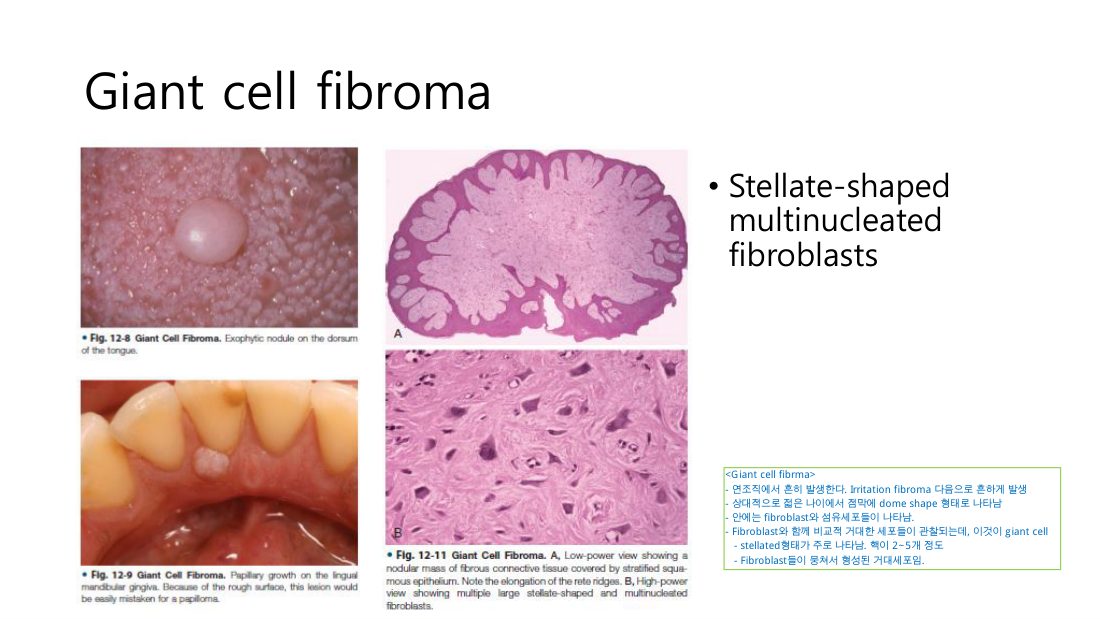 Giant cell fibroma
• Fig. 12-8 Giant Cell Fibroma. Exophytic nodule on the dorsum
of the tongue.
• Fig. 12-9 Giant Cell Fibroma. Papillary growth on the lingual
mandibular gingiva. Because of the rough surface, this lesion would
be easily mistaken for a papilloma.
A
B
• Fig. 12-11 Giant Cell Fibroma. A, Low-power view showing a
nodular mass of fibrous connective tissue covered by stratified squa-
mous epithelium. Note the elongation of the rete ridges. B, High-power
view showing multiple large stellate-shaped and multinucleated
fibroblasts.
• Stellate-shaped
multinucleated
fibroblasts
<Giant cell fibrma>
- 연조직에서 흔히 발생한다. Irritation fibroma 다음으로 흔하게 발생
- 상대적으로 젊은 나이에서 점막에 dome shape 형태로 나타남
- 안에는 fibroblast와 섬유세포들이 나타남.
- Fibroblast와 함께 비교적 거대한 세포들이 관찰되는데, 이것이 giant cell
- stellated형태가 주로 나타남. 핵이 2~5개 정도
- Fibroblast들이 뭉쳐서 형성된 거대세포임.